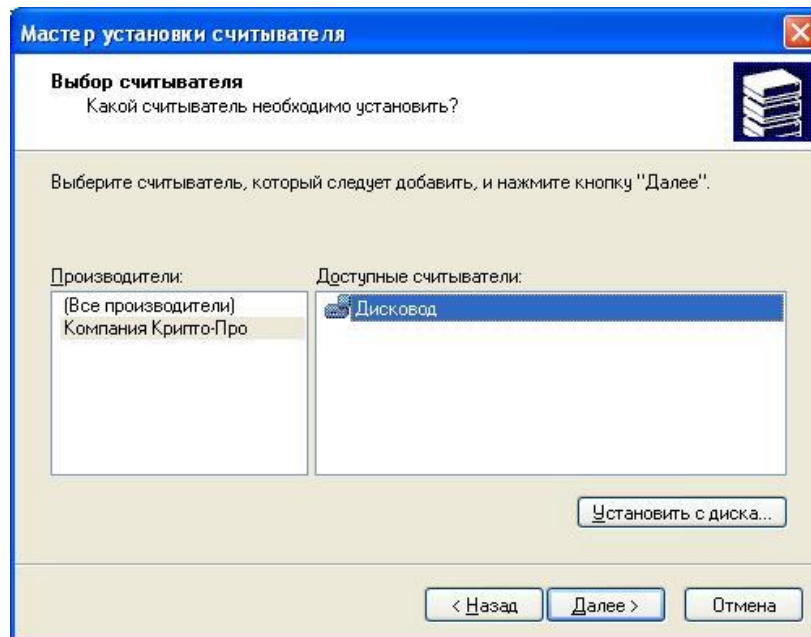 Мастер установки считывателя
Выбор считывателя
Какой считыватель необходимо установить?
Выберите считыватель, который следует добавить, и нажмите кнопку "Далее".
Производители:
(Все производители)
Компания Крипто-Про
Доступные считыватели:
Дисковод
Установить с диска...
< Назад
Далее >
Отмена